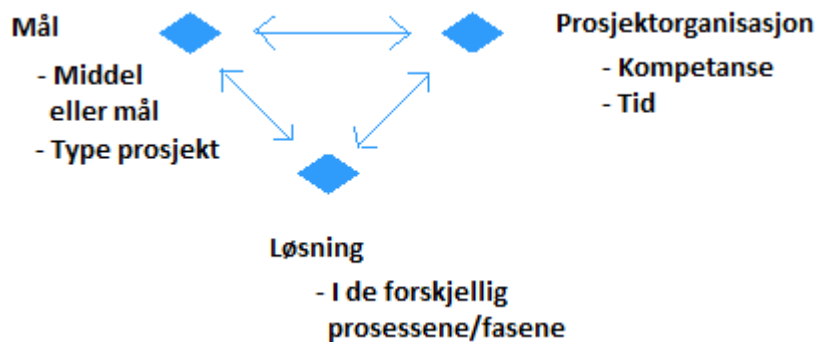 Mål
- Middel
eller mål
- Type prosjekt
Prosjektorganisasjon
- Kompetanse
- Tid
Løsning
- I de forskjellig
prosessene/fasene